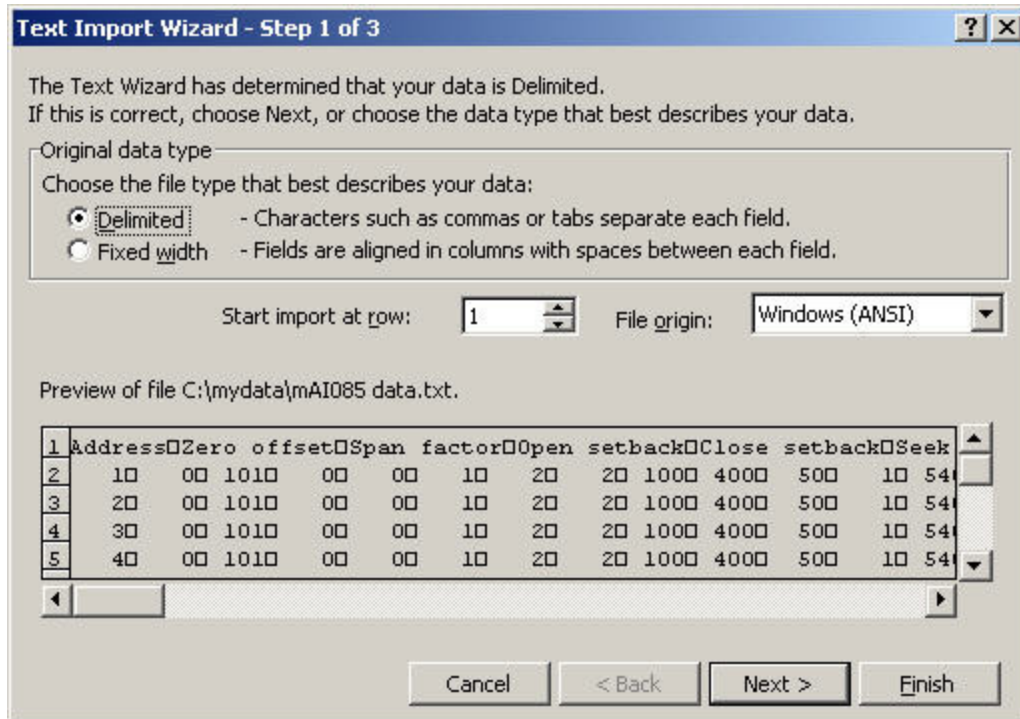 Text Import Wizard - Step 1 of 3
The Text Wizard has determined that your data is Delimited.
If this is correct, choose Next, or choose the data type that best describes your data.
Original data type
Choose the file type that best describes your data:
Delimited - Characters such as commas or tabs separate each field.
Fixed width - Fields are aligned in columns with spaces between each field.
Start import at row: 1 File origin: Windows (ANSI)
Preview of file C:\mydata\mAI085 data.txt.
1 Address□Zero offset□Span factor□Open setback□Close setback□Seek
2 1□ 0□ 101□ 0□ 0□ 1□ 2□ 2□ 100□ 400□ 50□ 1□ 54
3 2□ 0□ 101□ 0□ 0□ 1□ 2□ 2□ 100□ 400□ 50□ 1□ 54
4 3□ 0□ 101□ 0□ 0□ 1□ 2□ 2□ 100□ 400□ 50□ 1□ 54
5 4□ 0□ 101□ 0□ 0□ 1□ 2□ 2□ 100□ 400□ 50□ 1□ 54
Cancel < Back Next > Finish